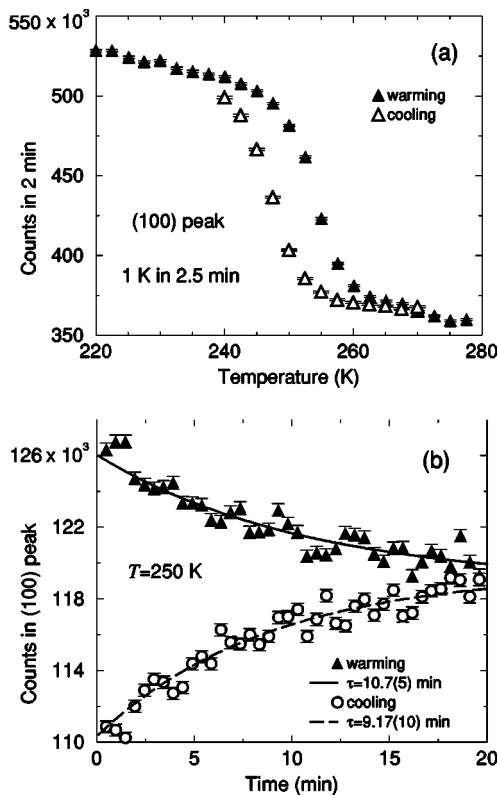 550 x 10³
(a)
▲ warming
△ cooling
500
450
400
350
Counts in 2 min
(100) peak
1 K in 2.5 min
220 240 260 280
Temperature (K)
126 x 10³
(b)
122
118
114
110
Counts in (100) peak
T=250 K
▲ warming
τ=10.7(5) min
cooling
τ=9.17(10) min
0 5 10 15 20
Time (min)